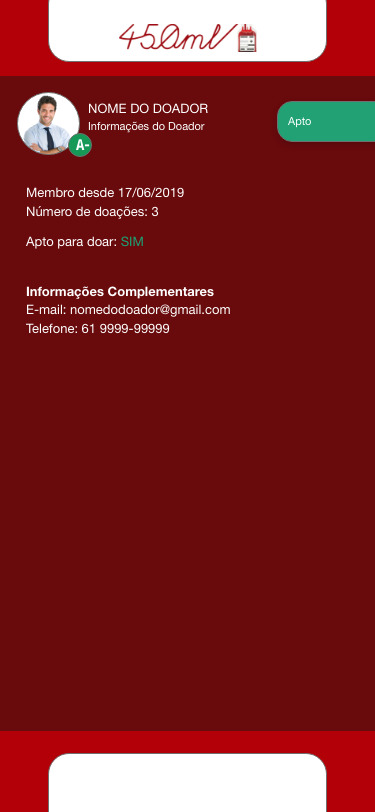 450ml
NOME DO DOADOR
Informações do Doador
Apto
A-
Membro desde 17/06/2019
Número de doações: 3
Apto para doar: SIM
Informações Complementares
E-mail: nomedodoador@gmail.com
Telefone: 61 9999-99999